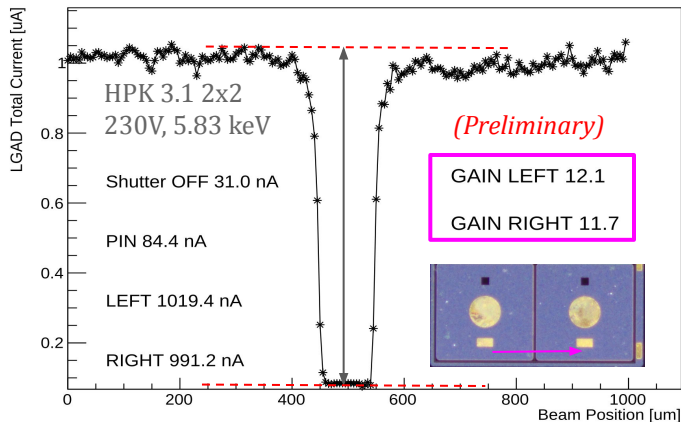 LGAD Total Current [uA]
1
0.8
0.6
0.4
0.2
HPK 3.1 2x2
230V, 5.83 keV
(Preliminary)
Shutter OFF 31.0 nA
PIN 84.4 nA
LEFT 1019.4 nA
RIGHT 991.2 nA
GAIN LEFT 12.1
GAIN RIGHT 11.7
0
200
400
600
800
1000
Beam Position [um]